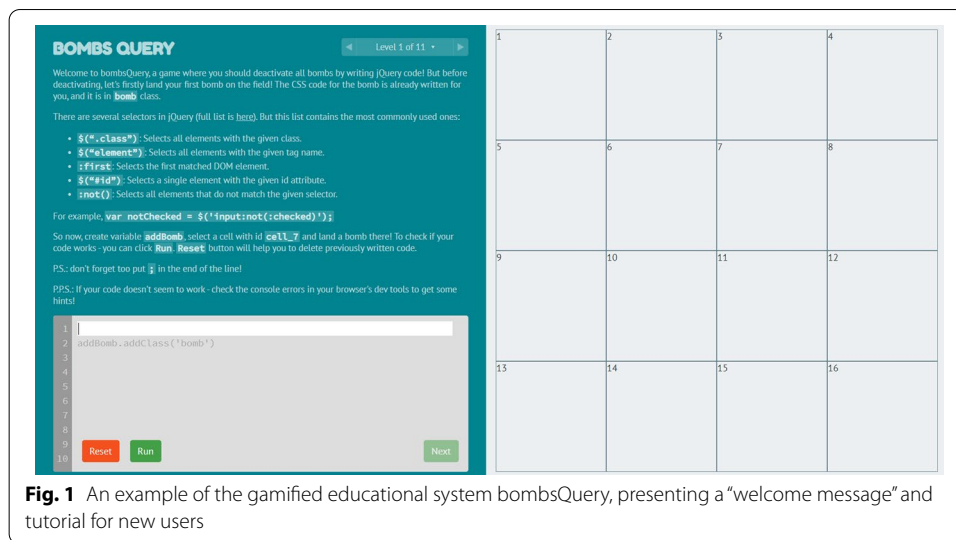 BOMBS QUERY
Level 1 of 11
Welcome to bombsQuery, a game where you should deactivate all bombs by writing jQuery code! But before
deactivating, let's firstly land your first bomb on the field! The CSS code for the bomb is already written for
you, and it is in bomb class.
There are several selectors in jQuery (full list is here). But this list contains the most commonly used ones:
• $(".class"): Selects all elements with the given class.
• $("element"): Selects all elements with the given tag name.
• :first: Selects the first matched DOM element.
• $("#id"): Selects a single element with the given id attribute.
• :not(): Selects all elements that do not match the given selector.
For example, var notChecked = $('input:not(:checked)');
So now, create variable addBomb, select a cell with id cell_7 and land a bomb there! To check if your
code works - you can click Run. Reset button will help you to delete previously written code.
P.S.: don't forget too put ; in the end of the line!
P.P.S.: If your code doesn't seem to work - check the console errors in your browser's dev tools to get some
hints!
1
2 addBomb.addClass('bomb')
3
4
5
6
7
8
9
10
Reset Run Next
1 2 3 4
5 6 7 8
9 10 11 12
13 14 15 16
Fig. 1 An example of the gamified educational system bombsQuery, presenting a "welcome message" and
tutorial for new users